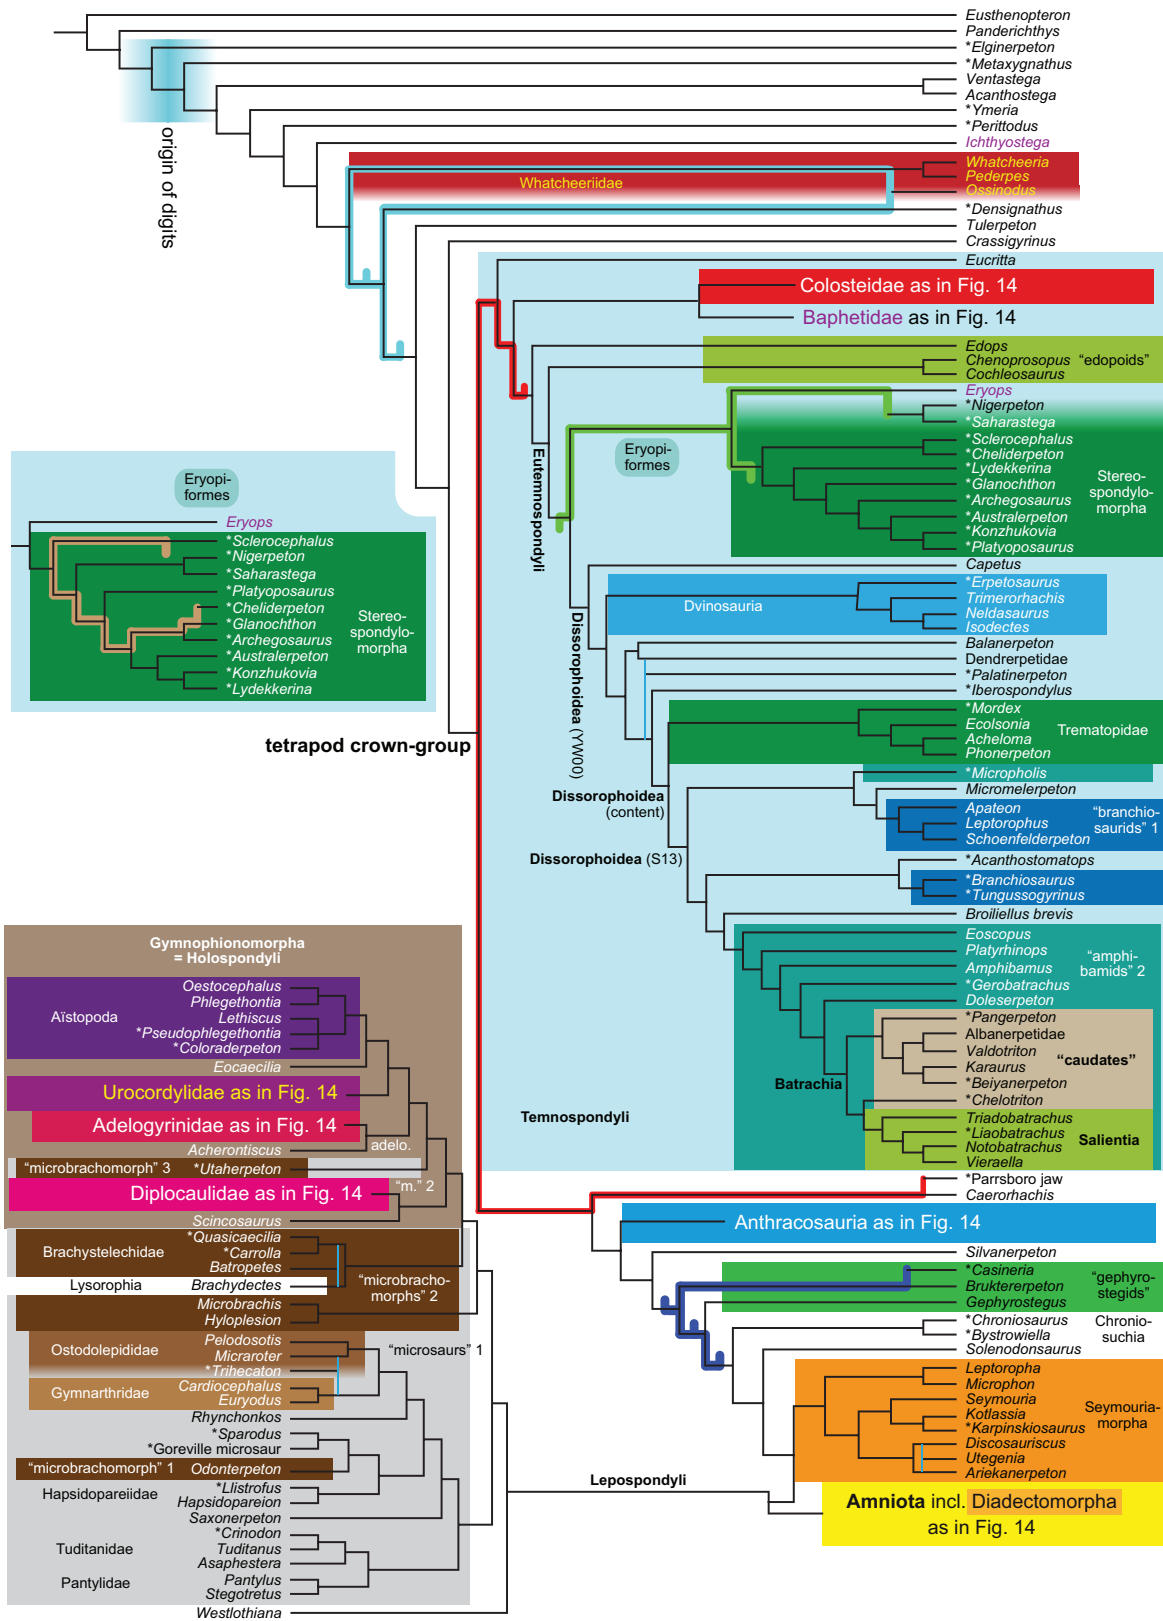 Eusthenopteron
Panderichthys
*Elginerpeton
*Metaxygnathus
Ventastega
Acanthostega
*Ymeria
*Perittodus
Ichthyostega
origin of digits
Whatcheeriidae
Whatcheeria
Pederpes
Ossinodus
*Densignathus
Tulerpeton
Crassigyrinus
Eucritta
Colosteidae as in Fig. 14
Baphetidae as in Fig. 14
Edops
Chenoprosopus
Cochleosaurus
"edopoids"
Eryops
*Nigerpeton
*Saharastega
*Sclerocephalus
*Cheliderpeton
*Lydekkerina
*Glanochthon
*Archegosaurus
*Australerpeton
*Konzhukovia
*Platyoposaurus
Stereo-
spondylo-
morpha
Eryopi-
formes
Eutemnospondyli
Eryopi-
formes
Eryops
*Sclerocephalus
*Nigerpeton
*Saharastega
*Platyoposaurus
*Cheliderpeton
*Glanochthon
*Archegosaurus
*Australerpeton
*Konzhukovia
*Lydekkerina
Stereo-
spondylo-
morpha
Capetus
Dvinosauria
*Erpetosaurus
Trimerorhachis
Neldasaurus
Isodectes
Balanerpeton
Dendrerpetidae
*Palatinerpeton
*Iberospondylus
Dissorophoidea (YW00)
tetrapod crown-group
*Mordex
Ecolsonia
Acheloma
Phonerpeton
Trematopidae
Dissorophoidea
(content)
*Micropholis
Micromelerpeton
Apateon
Leptorophus
Schoenfelderpeton
"branchio-
saurids" 1
Dissorophoidea (S13)
*Acanthostomatops
*Branchiosaurus
*Tungussogyrinus
Broiliellus brevis
Eoscopus
Platyrhinops
Amphibamus
*Gerobatrachus
Doleserpeton
"amphi-
bamids" 2
*Pangerpeton
Albanerpetidae
Valdotriton
Karaurus
*Beiyanerpeton
*Chelotriton
"caudates"
Batrachia
Triadobatrachus
*Liaobatrachus
Notobatrachus
Vieraella
Salientia
Temnospondyli
*Parrsboro jaw
Caerorhachis
Anthracosauria as in Fig. 14
Silvanerpeton
*Casineria
Bruktererpeton
Gephyrostegus
"gephyro-
stegids"
*Chroniosaurus
*Bystrowiella
Chronio-
suchia
Solenodonsaurus
Leptoropha
Microphon
Seymouria
Kotlassia
*Karpinskiosaurus
Discosauriscus
Utegenia
Ariekanerpeton
Seymouria-
morpha
Amniota incl. Diadectomorpha
as in Fig. 14
Lepospondyli
Gymnophionomorpha
= Holospondyli
Aïstopoda
Oestocephalus
Phlegethontia
Lethiscus
*Pseudophlegethontia
*Coloraderpeton
Eocaecilia
Urocordylidae as in Fig. 14
Adelogyrinidae as in Fig. 14
adelo.
Acherontiscus
"microbrachomorph" 3
*Utaherpeton
"m." 2
Diplocaulidae as in Fig. 14
Scincosaurus
Brachystelechidae
*Quasicaecilia
*Carrolla
Batropetes
Lysorophia
Brachydectes
"microbracho-
morphs" 2
Microbrachis
Hyloplesion
Ostodolepididae
Pelodosotis
Micraroter
*Trihecaton
"microsaurs" 1
Gymnarthridae
Cardiocephalus
Euryodus
Rhynchonkos
*Sparodus
*Goreville microsaur
"microbrachomorph" 1
Odonterpeton
Hapsidopareiidae
*Llistrofus
Hapsidopareion
Saxonerpeton
*Crinodon
Tuditanidae
Tuditanus
Asaphestera
Pantylidae
Pantylus
Stegotretus
Westlothiana